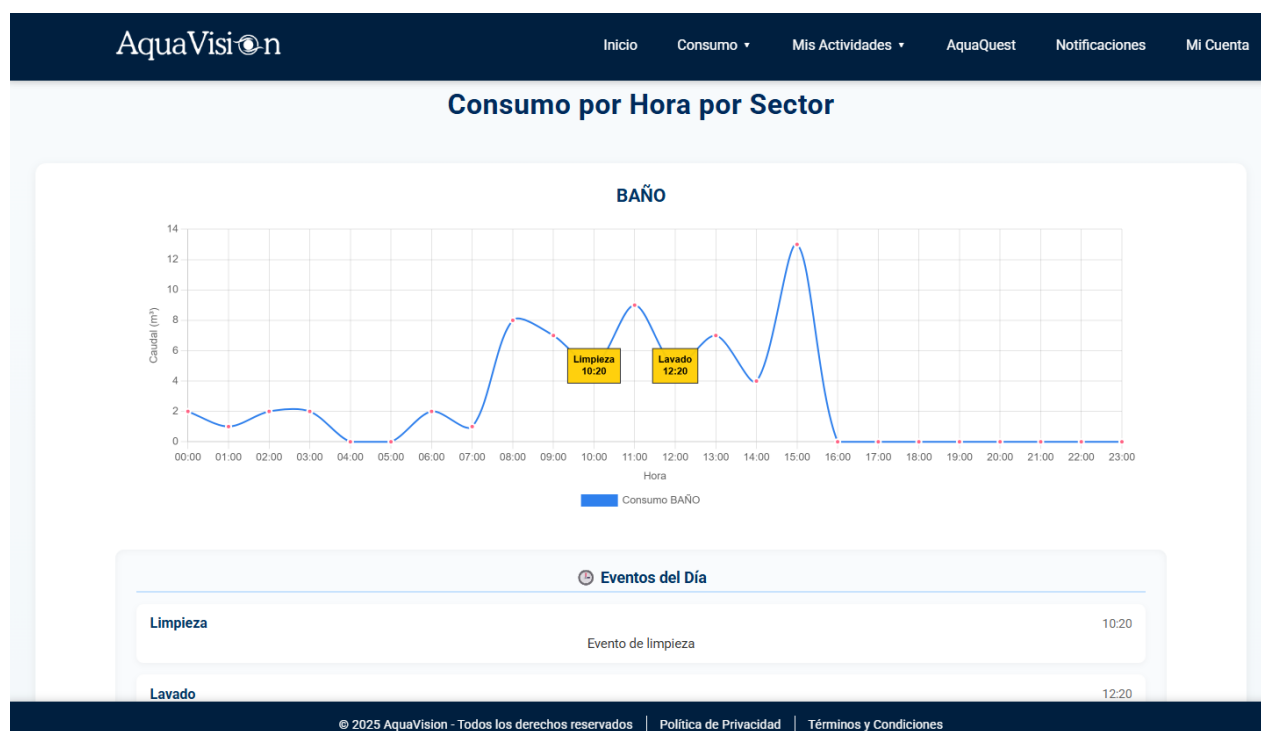 AquaVision
Inicio Consumo ▾ Mis Actividades ▾ AquaQuest Notificaciones Mi Cuenta
Consumo por Hora por Sector
BAÑO
14
12
10
8
6
4
2
0
Caudal (m³)
Limpieza
10:20
Lavado
12:20
00:00 01:00 02:00 03:00 04:00 05:00 06:00 07:00 08:00 09:00 10:00 11:00 12:00 13:00 14:00 15:00 16:00 17:00 18:00 19:00 20:00 21:00 22:00 23:00
Hora
Consumo BAÑO
Eventos del Día
Limpieza 10:20
Evento de limpieza
Lavado 12:20
© 2025 AquaVision - Todos los derechos reservados | Política de Privacidad | Términos y Condiciones